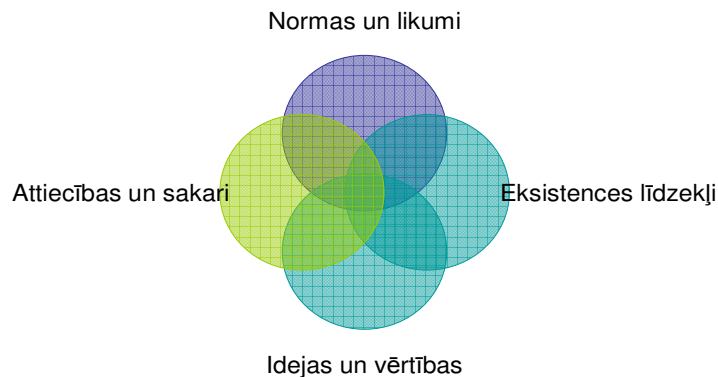 Normas un likumi
Attiecības un sakari
Eksistences līdzekļi
Idejas un vērtības